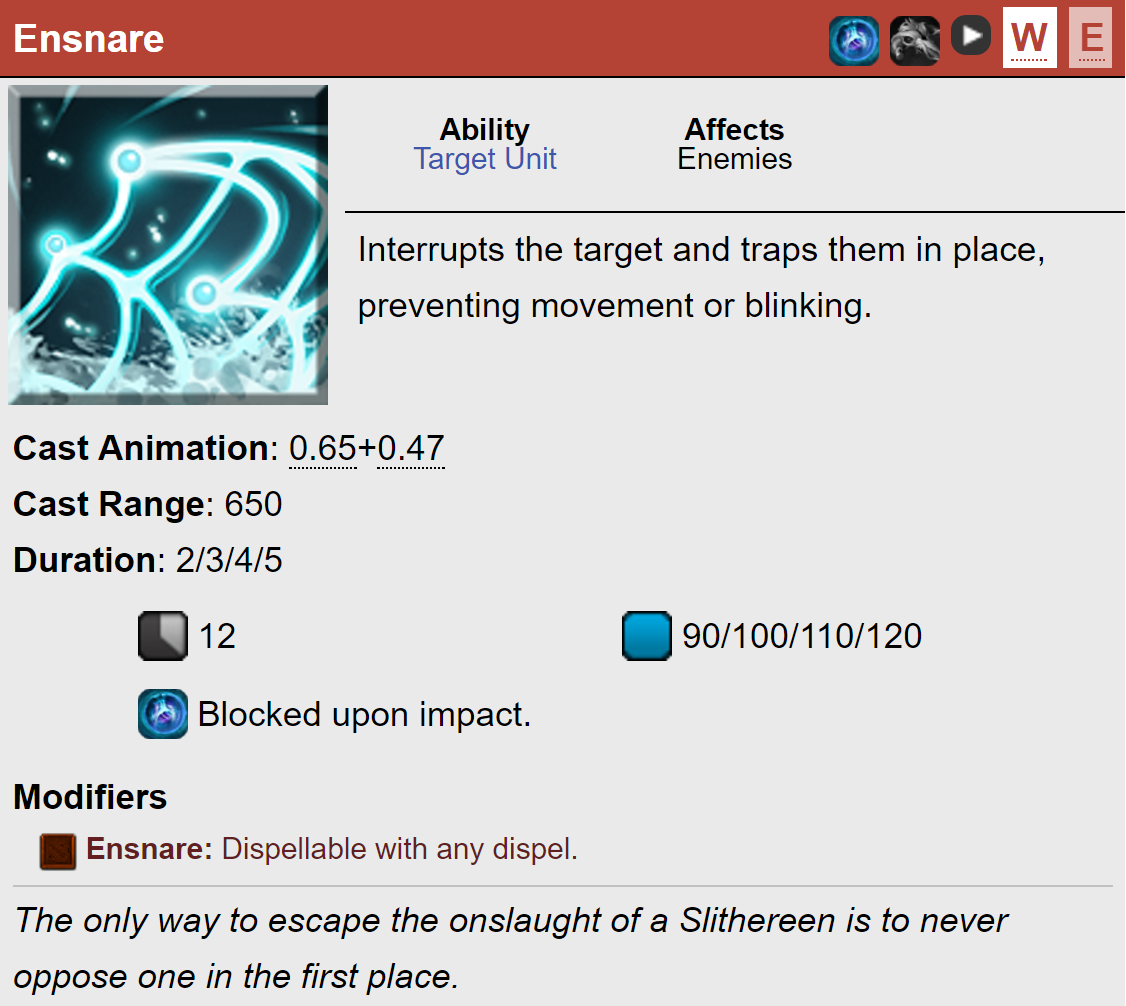 Ensnare
W
E
Ability
Target Unit
Affects
Enemies
Interrupts the target and traps them in place,
preventing movement or blinking.
Cast Animation: 0.65+0.47
Cast Range: 650
Duration: 2/3/4/5
12
90/100/110/120
Blocked upon impact.
Modifiers
Ensnare: Dispellable with any dispel.
The only way to escape the onslaught of a Slithereen is to never
oppose one in the first place.